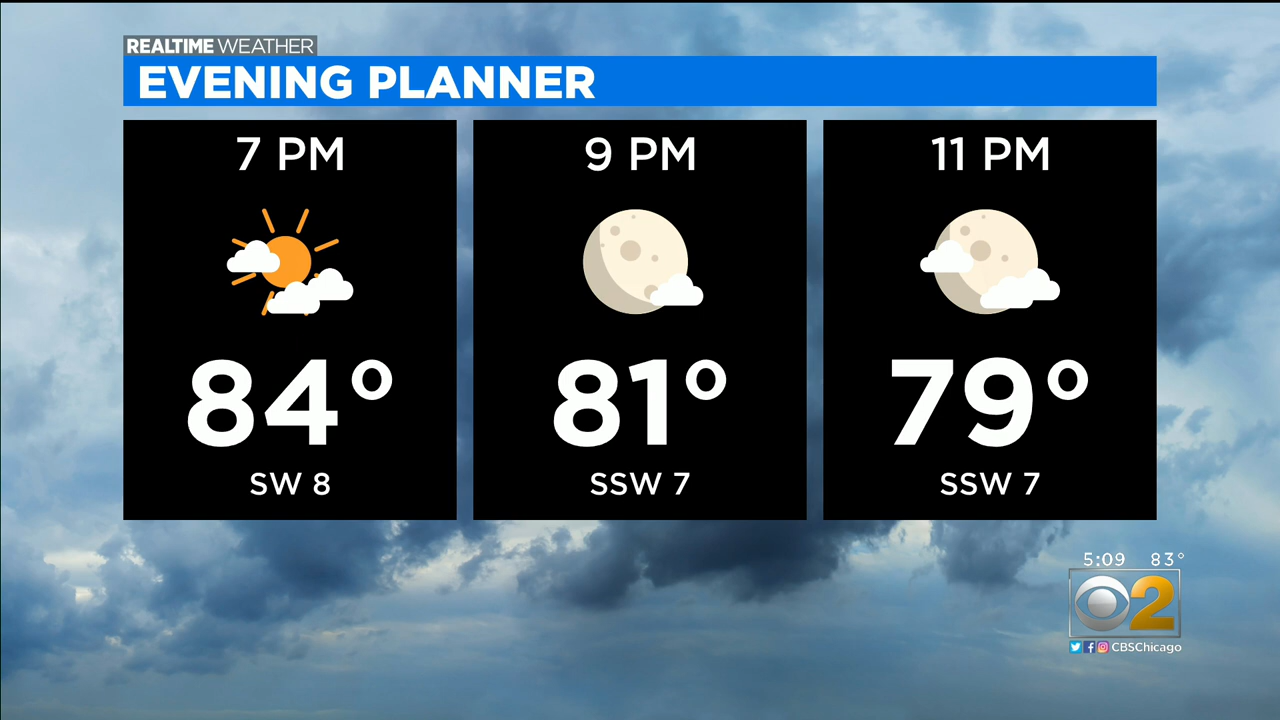 REALTIME WEATHER
EVENING PLANNER
7 PM
84°
SW 8
9 PM
81°
SSW 7
11 PM
79°
SSW 7
5:09 83°
2
CBSChicago